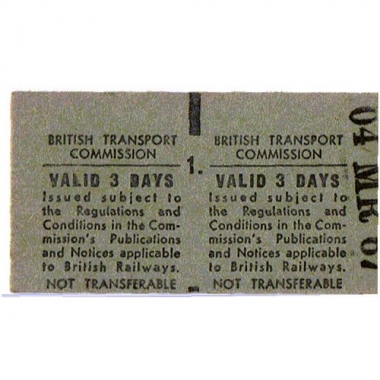 BRITISH TRANSPORT
COMMISSION
VALID 3 DAYS
Issued subject to
the Regulations and
Conditions in the Com-
mission's Publications
and Notices applicable
to British Railways.
NOT TRANSFERABLE
1.
BRITISH TRANSPORT
COMMISSION
VALID 3 DAYS
Issued subject to
the Regulations and
Conditions in the Com-
mission's Publications
and Notices applicable
to British Railways.
NOT TRANSFERABLE
04 MR 67